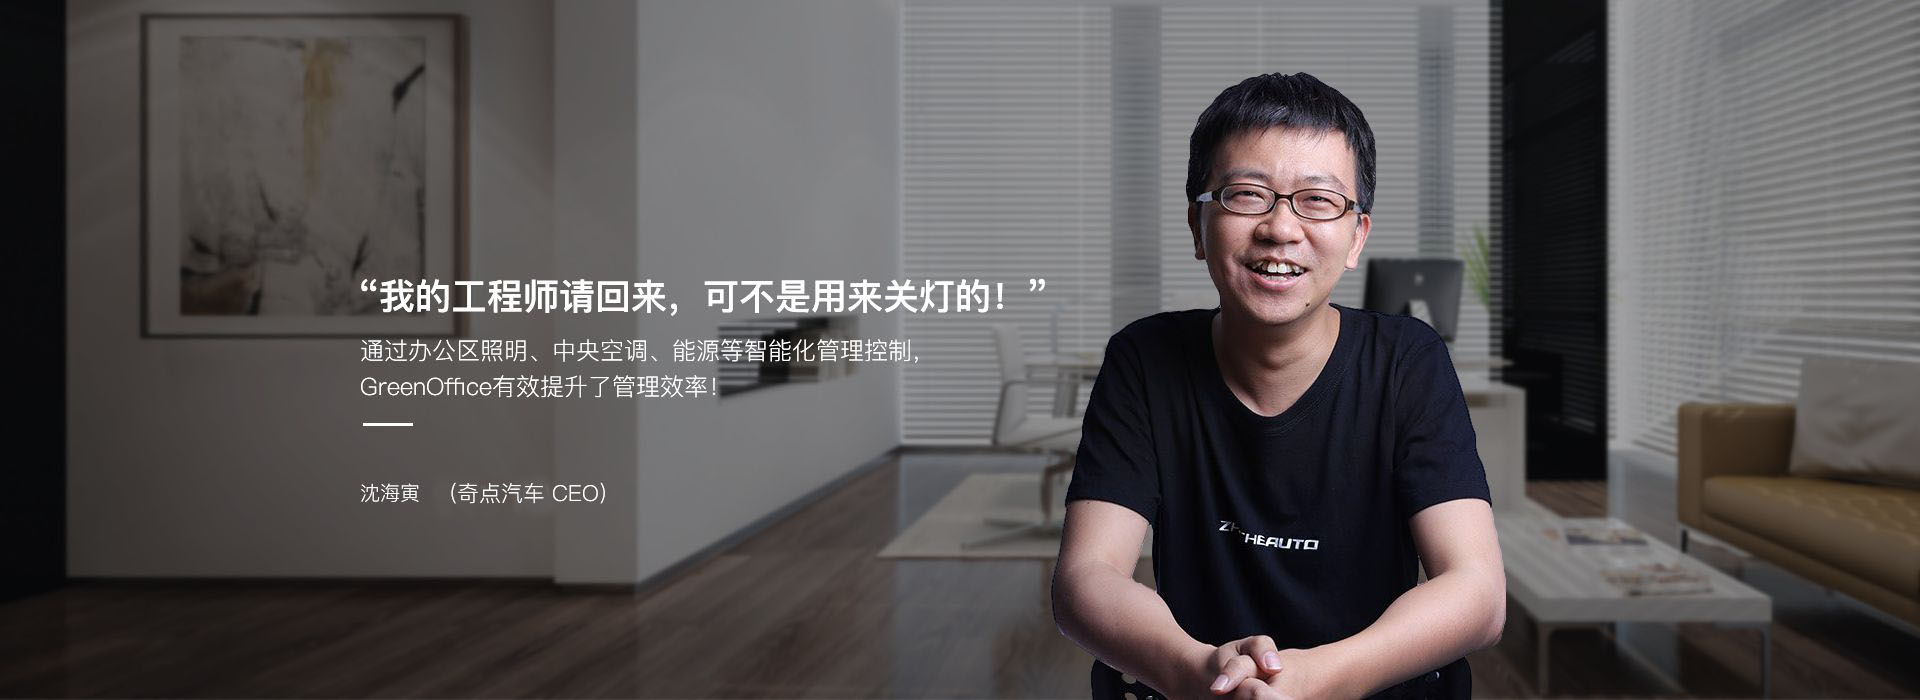 “我的工程师请回来，可不是用来关灯的！”
通过办公区照明、中央空调、能源等智能化管理控制，
GreenOffice有效提升了管理效率！
沈海寅 （奇点汽车 CEO）